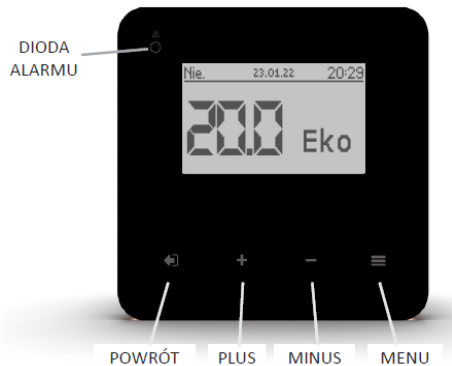 DIODA
ALARMU
Nie. 23.01.22 20:29
20.0 Eko
POWRÓT PLUS MINUS MENU